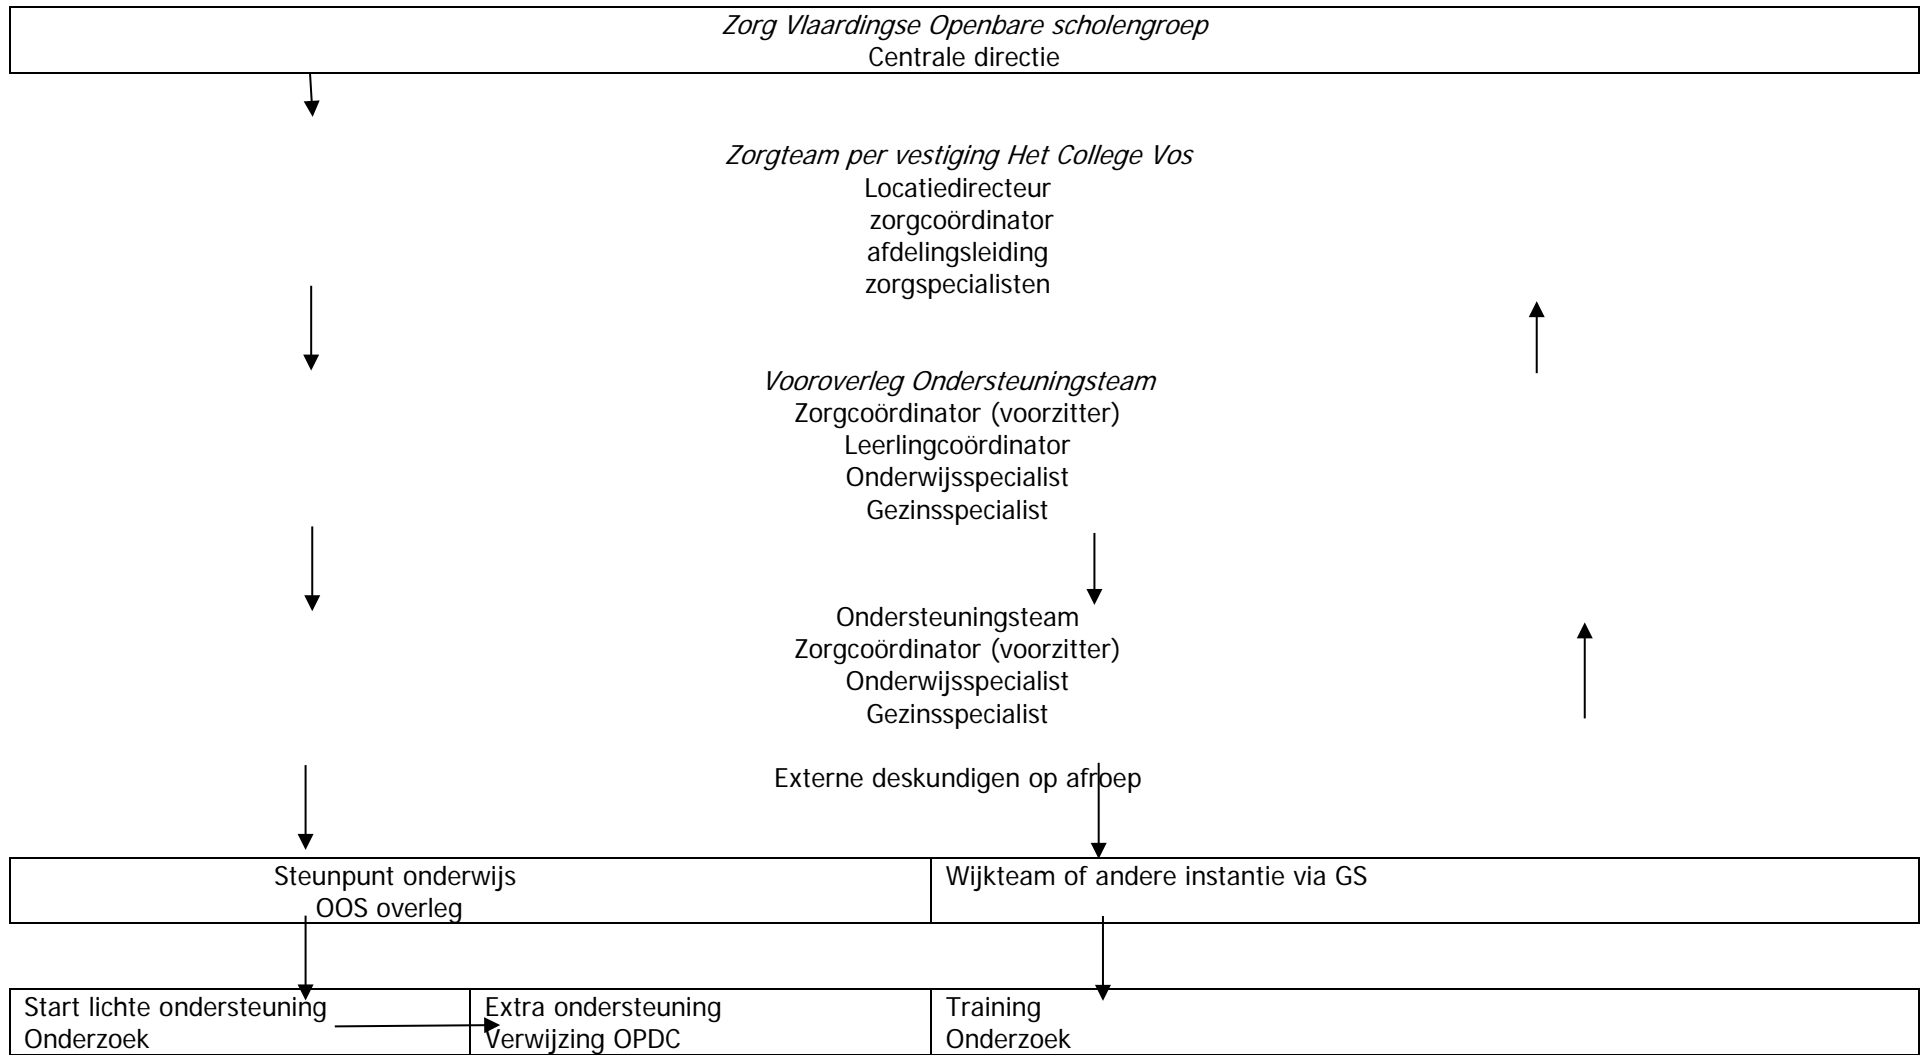 Zorg Vlaardingse Openbare scholengroep
Centrale directie
Zorgteam per vestiging Het College Vos
Locatiedirecteur
zorgcoördinator
afdelingsleiding
zorgspecialisten
Vooroverleg Ondersteuningsteam
Zorgcoördinator (voorzitter)
Leerlingcoördinator
Onderwijsspecialist
Gezinsspecialist
Ondersteuningsteam
Zorgcoördinator (voorzitter)
Onderwijsspecialist
Gezinsspecialist
Externe deskundigen op afroep
Steunpunt onderwijs
OOS overleg
Wijkteam of andere instantie via GS
Start lichte ondersteuning
Onderzoek
Extra ondersteuning
Verwijzing OPDC
Training
Onderzoek